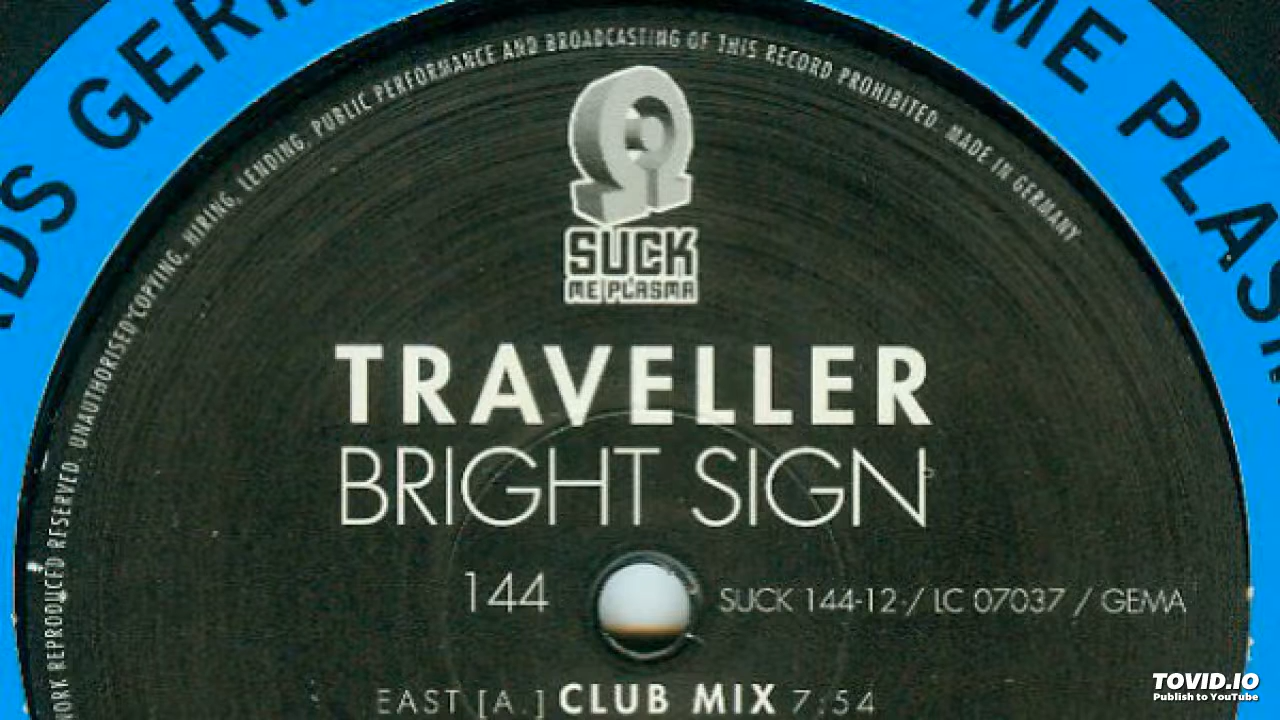 GERM
ME PLAS
WORK REPRODUCED RESERVED UNAUTHORISED COPYING, HIRING, LENDING, PUBLIC PERFORMANCE AND BROADCASTING OF THIS RECORD PROHIBITED. MADE IN GERMANY
SUCK
ME PLASMA
TRAVELLER
BRIGHT SIGN
144
SUCK 144-12 / LC 07037 / GEMA
EAST [A.] CLUB MIX 7:54
TOVID.IO
Publish to YouTube